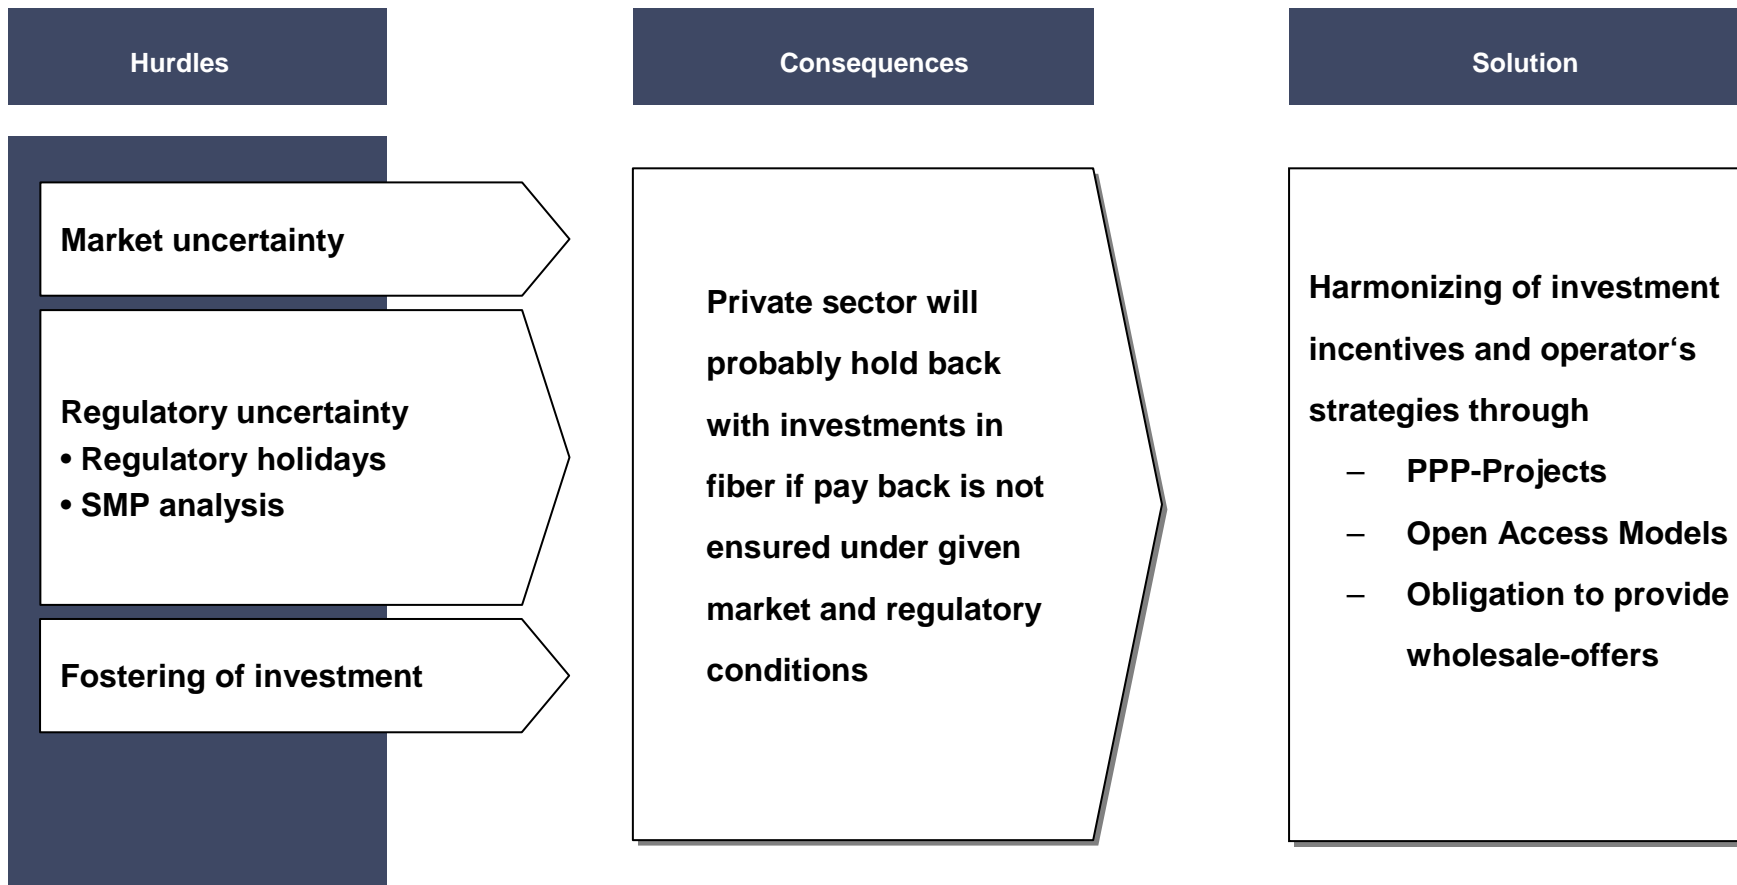 Hurdles
Consequences
Solution
Market uncertainty
Regulatory uncertainty
• Regulatory holidays
• SMP analysis
Fostering of investment
Private sector will
probably hold back
with investments in
fiber if pay back is not
ensured under given
market and regulatory
conditions
Harmonizing of investment
incentives and operator‘s
strategies through
– PPP-Projects
– Open Access Models
– Obligation to provide
wholesale-offers